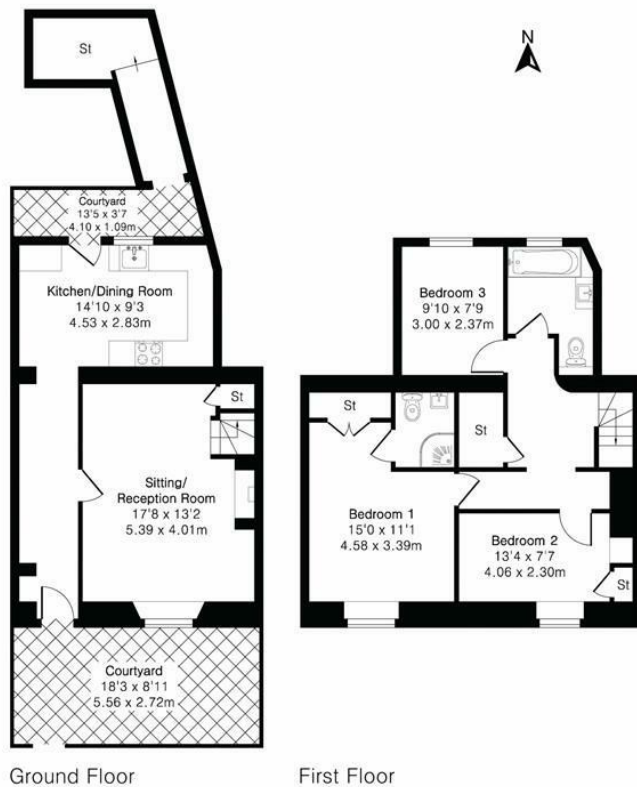 St
N
Courtyard
13'5 x 3'7
4.10 x 1.09m
Kitchen/Dining Room
14'10 x 9'3
4.53 x 2.83m
St
Sitting/
Reception Room
17'8 x 13'2
5.39 x 4.01m
Courtyard
18'3 x 8'11
5.56 x 2.72m
Ground Floor
Bedroom 3
9'10 x 7'9
3.00 x 2.37m
St
St
Bedroom 1
15'0 x 11'1
4.58 x 3.39m
Bedroom 2
13'4 x 7'7
4.06 x 2.30m
St
First Floor